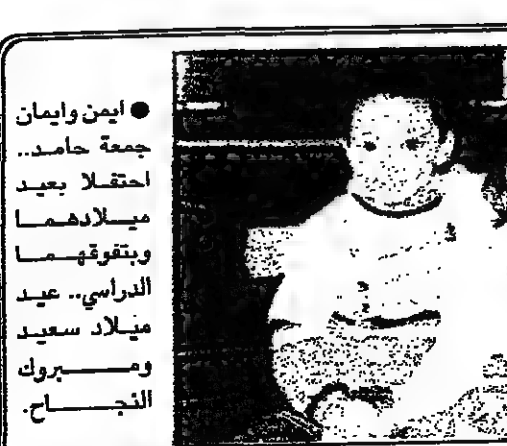 ● ايمن وايمان
جمعة حامد..
احتفلا بعيد
ميلادهما
وبتفوقهما
الدراسي.. عيد
ميلاد سعيد
ومبروك
النجاح.